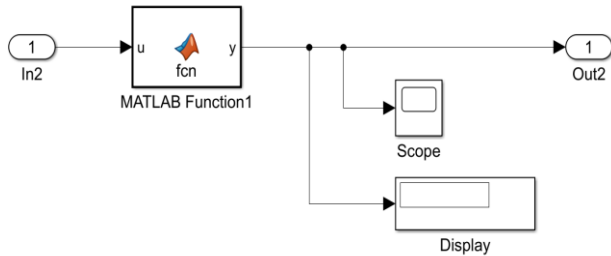 1
In2
u
fcn
y
MATLAB Function1
1
Out2
Scope
Display